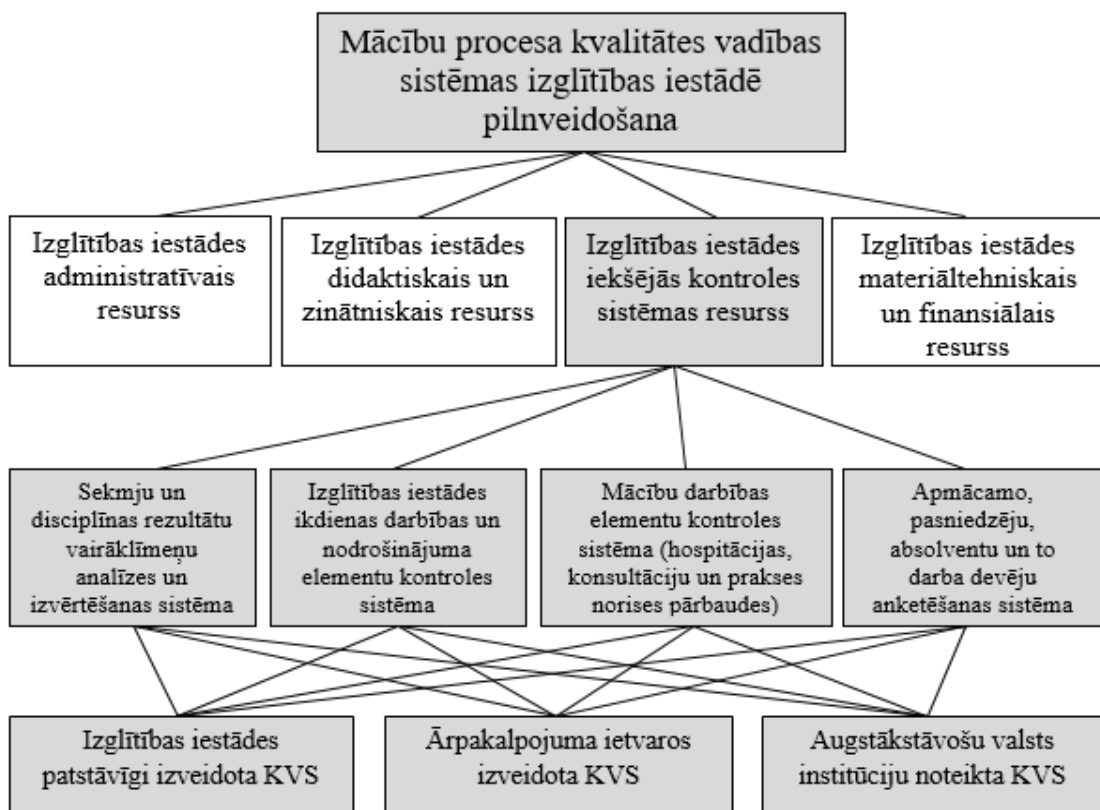 Mācību procesa kvalitātes vadības
sistēmas izglītības iestādē
pilnveidošana
Izglītības iestādes
administratīvais
resurss
Izglītības iestādes
didaktiskais un
zinātniskais resurss
Izglītības iestādes
iekšējās kontroles
sistēmas resurss
Izglītības iestādes
materiāltehniskais
un finansiālais
resurss
Sekmju un
disciplīnas rezultātu
vairāklīmeņu
analīzes un
izvērtēšanas sistēma
Izglītības iestādes
ikdienas darbības un
nodrošinājuma
elementu kontroles
sistēma
Mācību darbības
elementu kontroles
sistēma (hospitācijas,
konsultāciju un prakses
norises pārbaudes)
Apmācamo,
pasniedzēju,
absolventu un to
darba devēju
anketēšanas sistēma
Izglītības iestādes
patstāvīgi izveidota KVS
Ārpakalpojuma ietvaros
izveidota KVS
Augstākstāvošu valsts
institūciju noteikta KVS